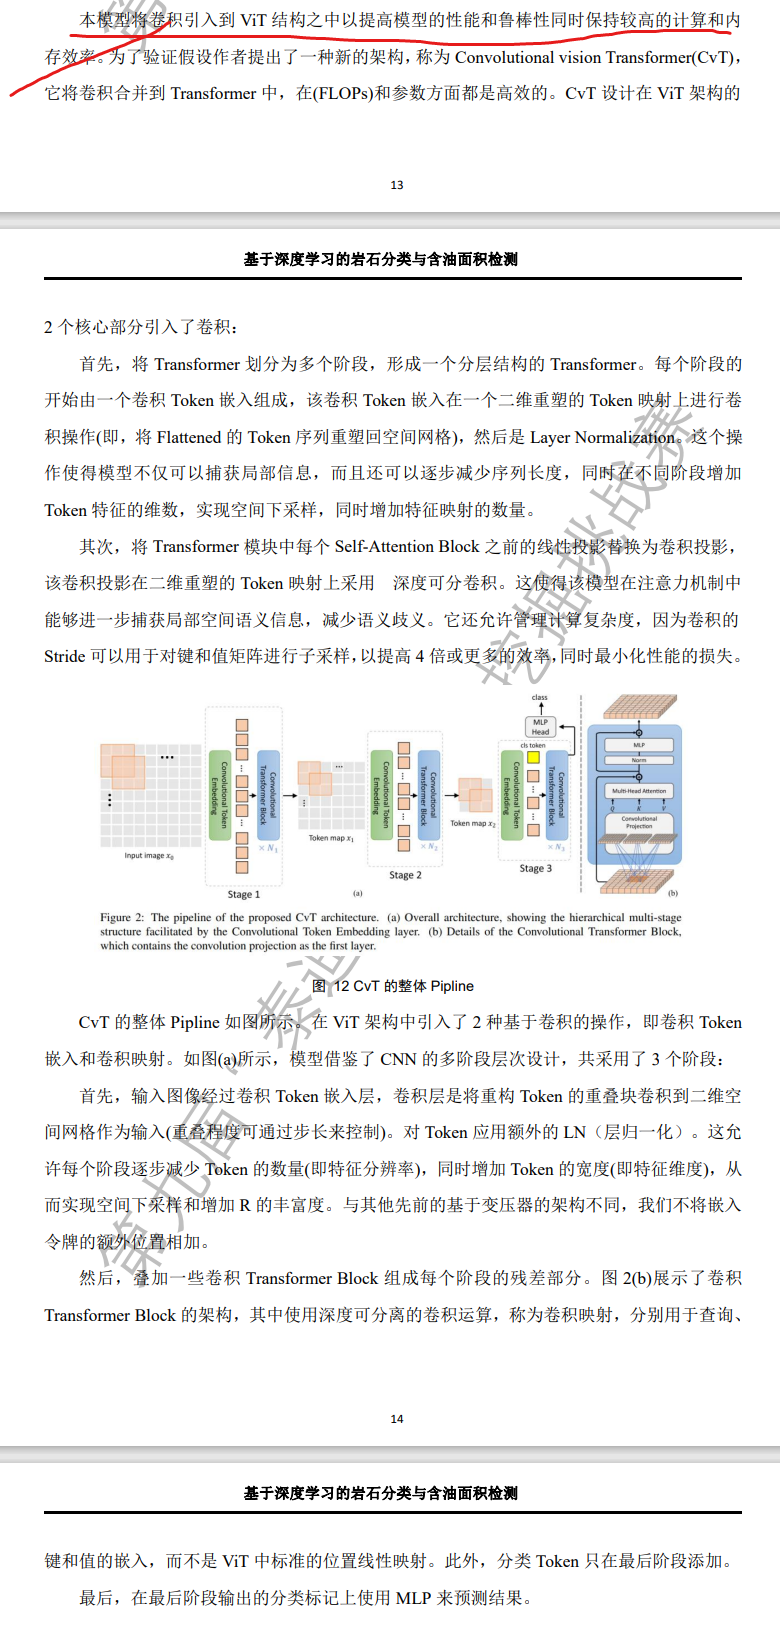 本模型将卷积引入到 ViT 结构之中以提高模型的性能和鲁棒性同时保持较高的计算和内
存效率。为了验证假设作者提出了一种新的架构，称为 Convolutional vision Transformer(CvT)，
它将卷积合并到 Transformer 中，在(FLOPs)和参数方面都是高效的。CvT 设计在 ViT 架构的
13
基于深度学习的岩石分类与含油面积检测
2 个核心部分引入了卷积：
首先，将 Transformer 划分为多个阶段，形成一个分层结构的 Transformer。每个阶段的
开始由一个卷积 Token 嵌入组成，该卷积 Token 嵌入在一个二维重塑的 Token 映射上进行卷
积操作(即，将 Flattened 的 Token 序列重塑回空间网格)，然后是 Layer Normalization。这个操
作使得模型不仅可以捕获局部信息，而且还可以逐步减少序列长度，同时在不同阶段增加
Token 特征的维数，实现空间下采样，同时增加特征映射的数量。
其次，将 Transformer 模块中每个 Self-Attention Block 之前的线性投影替换为卷积投影，
该卷积投影在二维重塑的 Token 映射上采用 深度可分卷积。这使得该模型在注意力机制中
能够进一步捕获局部空间语义信息，减少语义歧义。它还允许管理计算复杂度，因为卷积的
Stride 可以用于对键和值矩阵进行子采样，以提高 4 倍或更多的效率，同时最小化性能的损失。
Input image x0
Convolutional Token Embedding
Convolutional Transformer Block
× N1
Stage 1
Token map x1
(a)
Convolutional Token Embedding
Convolutional Transformer Block
× N2
Stage 2
Token map x2
class
MLP Head
cls token
Convolutional Token Embedding
Convolutional Transformer Block
× N3
Stage 3
MLP
Norm
Multi-Head Attention
Q K V
Convolutional Projection
(b)
Figure 2: The pipeline of the proposed CvT architecture. (a) Overall architecture, showing the hierarchical multi-stage
structure facilitated by the Convolutional Token Embedding layer. (b) Details of the Convolutional Transformer Block,
which contains the convolution projection as the first layer.
图 12 CvT 的整体 Pipline
CvT 的整体 Pipline 如图所示。在 ViT 架构中引入了 2 种基于卷积的操作，即卷积 Token
嵌入和卷积映射。如图(a)所示，模型借鉴了 CNN 的多阶段层次设计，共采用了 3 个阶段：
首先，输入图像经过卷积 Token 嵌入层，卷积层是将重构 Token 的重叠块卷积到二维空
间网格作为输入(重叠程度可通过步长来控制)。对 Token 应用额外的 LN（层归一化）。这允
许每个阶段逐步减少 Token 的数量(即特征分辨率)，同时增加 Token 的宽度(即特征维度)，从
而实现空间下采样和增加 R 的丰富度。与其他先前的基于变压器的架构不同，我们不将嵌入
令牌的额外位置相加。
然后，叠加一些卷积 Transformer Block 组成每个阶段的残差部分。图 2(b)展示了卷积
Transformer Block 的架构，其中使用深度可分离的卷积运算，称为卷积映射，分别用于查询、
14
基于深度学习的岩石分类与含油面积检测
键和值的嵌入，而不是 ViT 中标准的位置线性映射。此外，分类 Token 只在最后阶段添加。
最后，在最后阶段输出的分类标记上使用 MLP 来预测结果。
第九届
泰迪
挖掘挑战赛